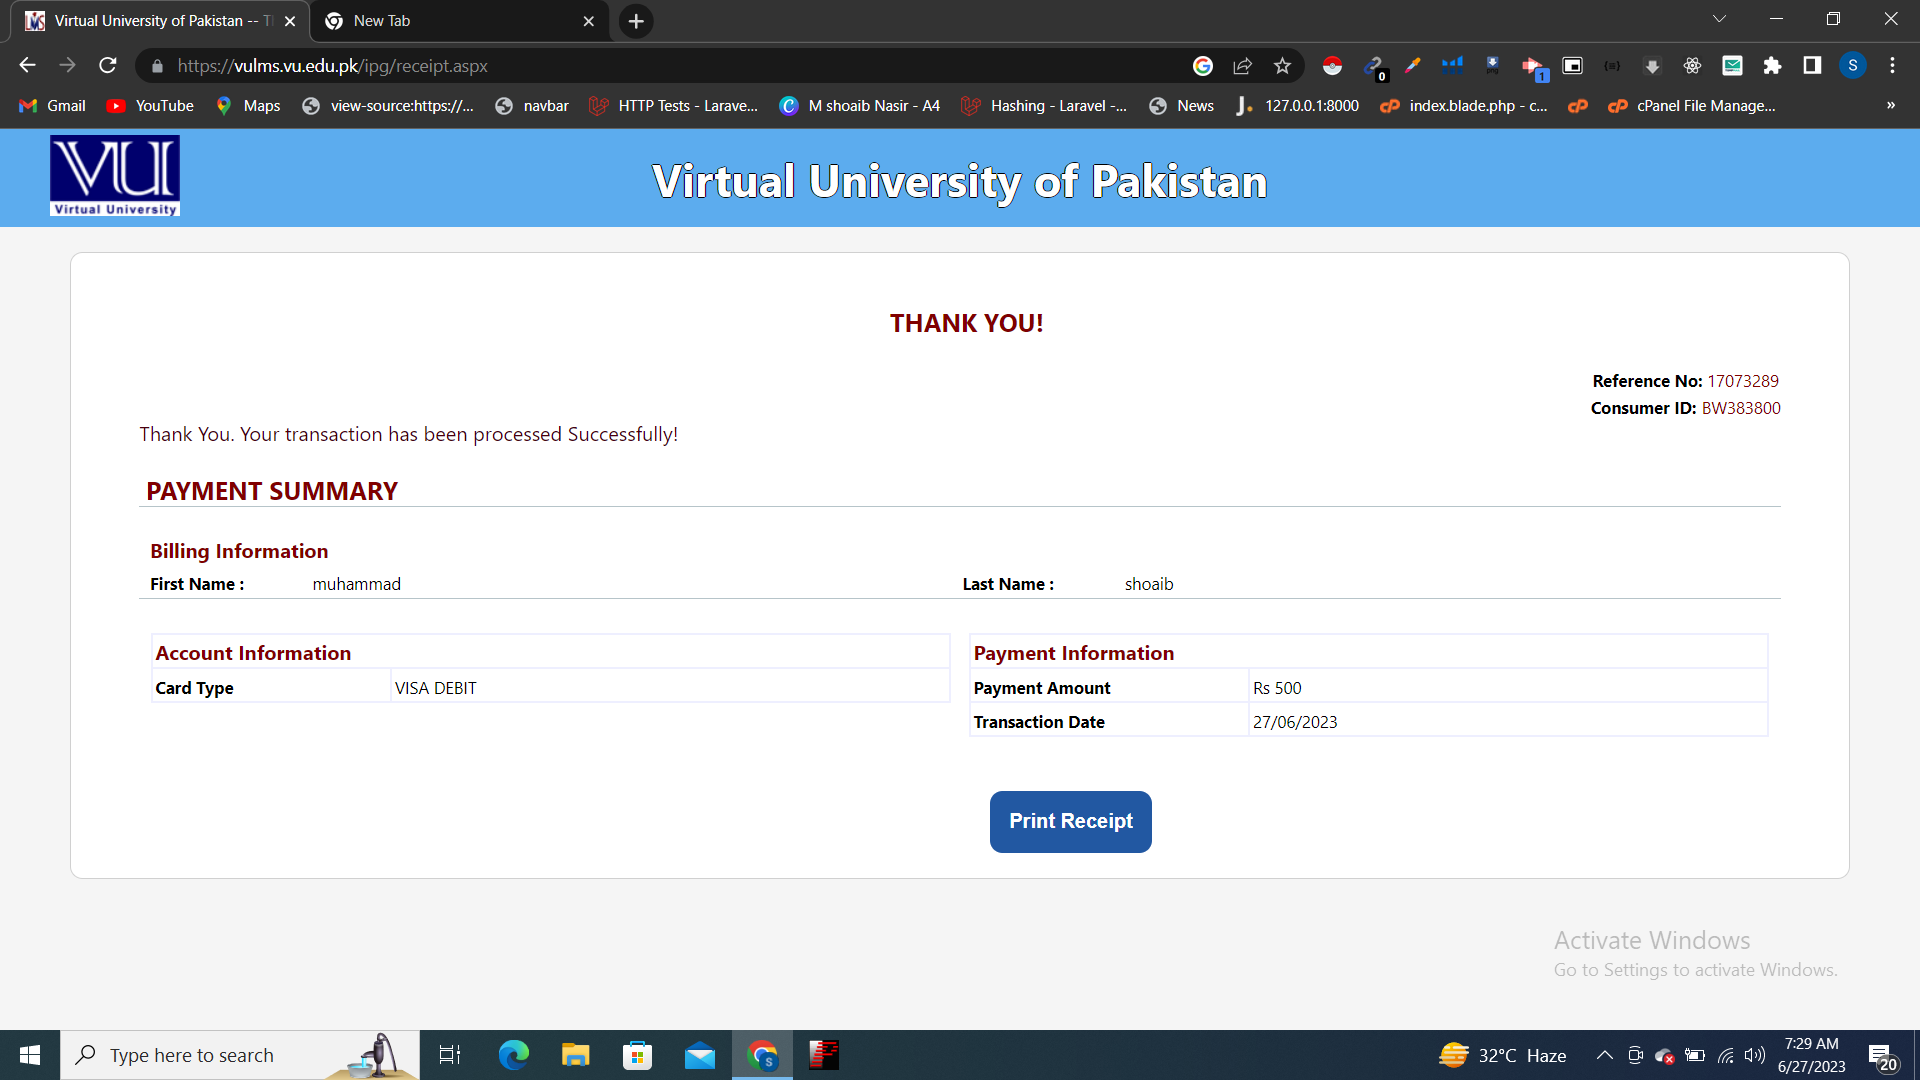 Virtual University of Pakistan -- T
New Tab
https://vulms.vu.edu.pk/ipg/receipt.aspx
0
1
S
Gmail
YouTube
Maps
view-source:https://...
navbar
HTTP Tests - Larave...
M shoaib Nasir - A4
Hashing - Laravel -...
News
127.0.0.1:8000
index.blade.php - c...
cPanel File Manage...
»
VU
Virtual University
Virtual University of Pakistan
THANK YOU!
Reference No: 17073289
Consumer ID: BW383800
Thank You. Your transaction has been processed Successfully!
PAYMENT SUMMARY
Billing Information
First Name : muhammad Last Name : shoaib
Account Information
Card Type VISA DEBIT
Payment Information
Payment Amount Rs 500
Transaction Date 27/06/2023
Print Receipt
Activate Windows
Go to Settings to activate Windows.
Type here to search
32°C Haze
7:29 AM
6/27/2023
20